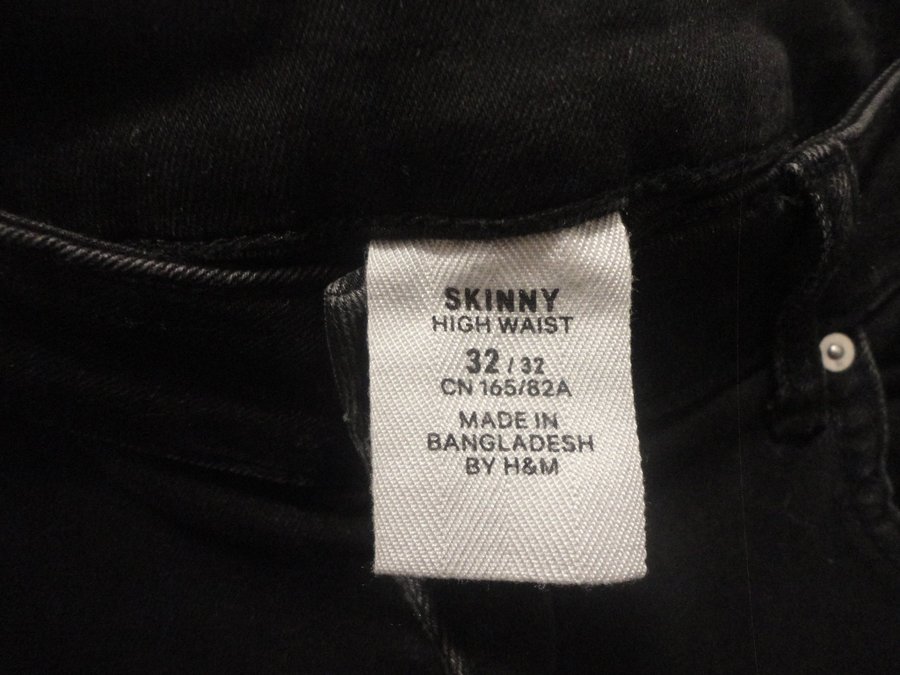 SKINNY
HIGH WAIST
32 / 32
CN 165/82A
MADE IN
BANGLADESH
BY H&M